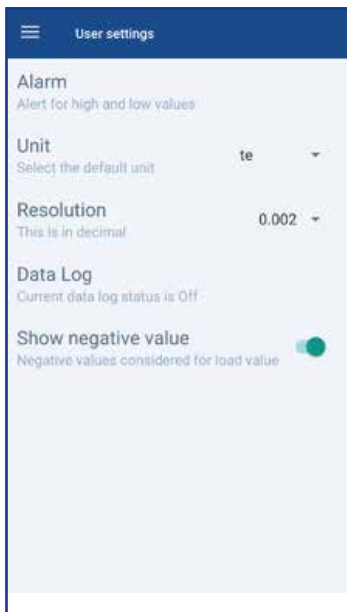 User settings
Alarm
Alert for high and low values
Unit
te
Select the default unit
Resolution
0.002
This is in decimal
Data Log
Current data log status is Off
Show negative value
Negative values considered for load value